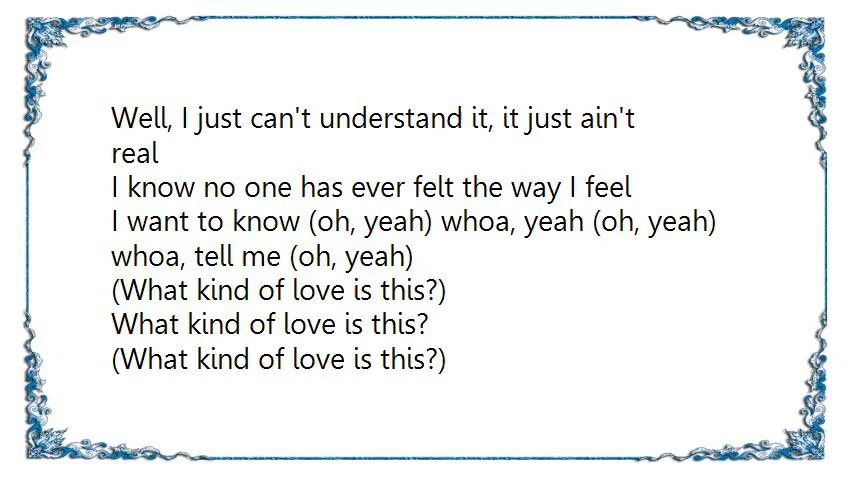 Well, I just can't understand it, it just ain't
real
I know no one has ever felt the way I feel
I want to know (oh, yeah) whoa, yeah (oh, yeah)
whoa, tell me (oh, yeah)
(What kind of love is this?)
What kind of love is this?
(What kind of love is this?)